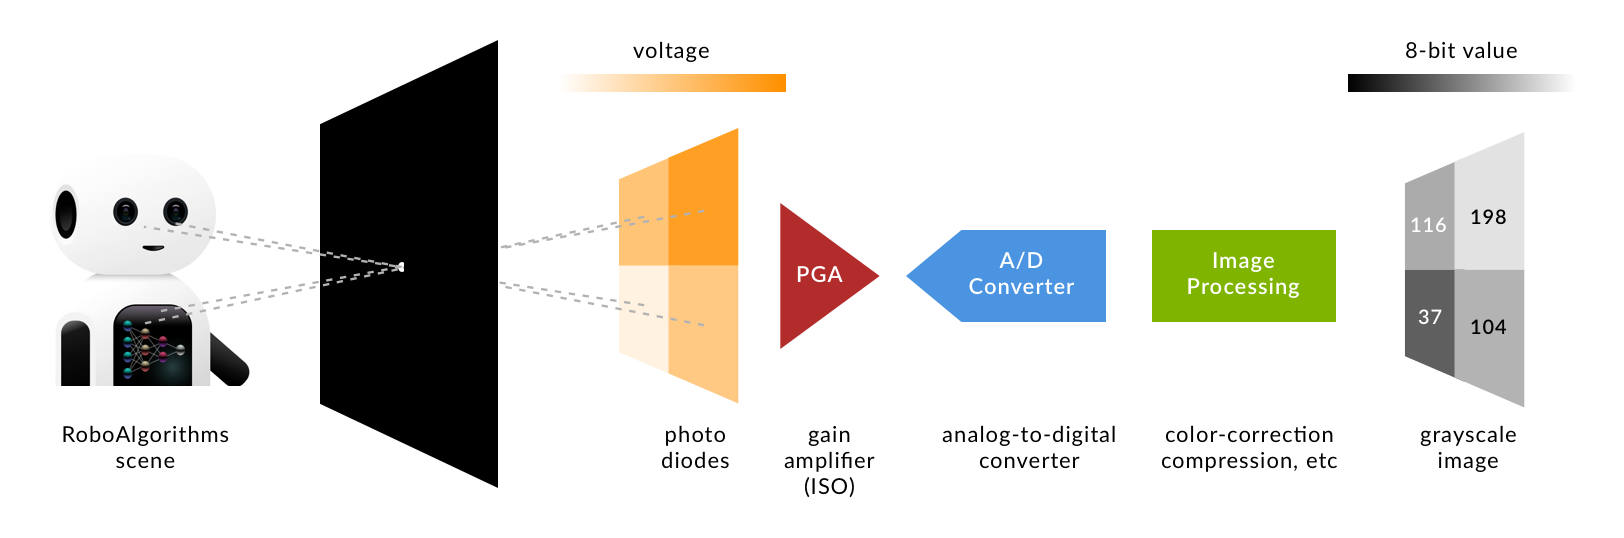 voltage
8-bit value
116
198
37
104
PGA
A/D
Converter
Image
Processing
RoboAlgorithms
scene
photo
diodes
gain
amplifier
(ISO)
analog-to-digital
converter
color-correction
compression, etc
grayscale
image